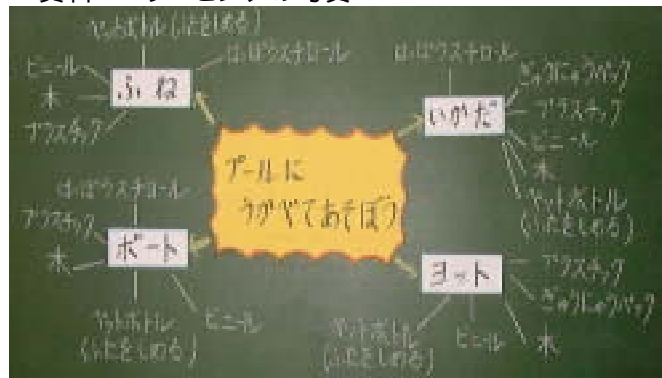 ペットボトル(ふたをしめる)
はっぽうスチロール
ビニール
木
プラスチック
ふね
はっぽうスチロール
ぎゅうにゅうパック
プラスチック
ビニール
木
ペットボトル
(ふたをしめる)
いかだ
プールに
うかべてあそぼう
はっぽうスチロール
プラスチック
木
ボート
ペットボトル
(ふたをしめる)
ビニール
ヨット
プラスチック
ぎゅうにゅうパック
木
ビニール
ペットボトル
(ふたをしめる)